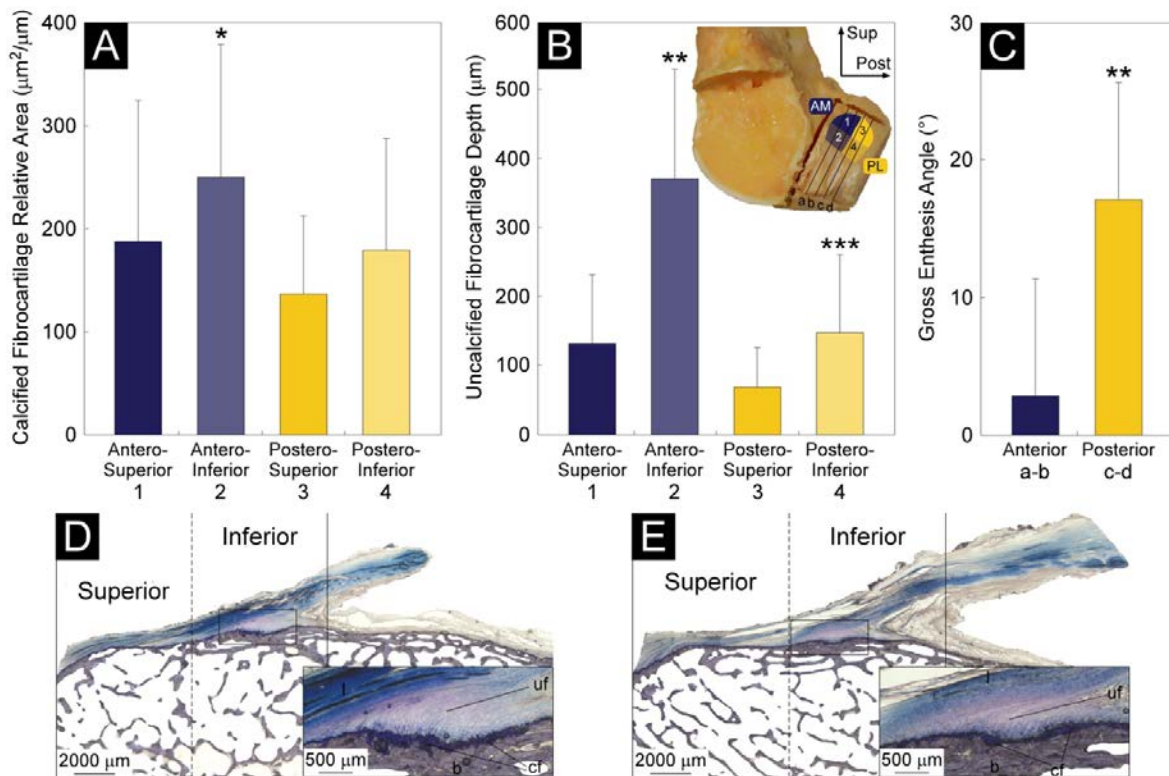 A
Calcified Fibrocartilage Relative Area (μm²/μm)
400
300
200
100
0
*
Antero-
Superior
1
Antero-
Inferior
2
Postero-
Superior
3
Postero-
Inferior
4
B
Uncalcified Fibrocartilage Depth (μm)
600
500
400
300
200
100
0
**
***
Sup
Post
AM
1
2
3
4
PL
a b c d
Antero-
Superior
1
Antero-
Inferior
2
Postero-
Superior
3
Postero-
Inferior
4
C
Gross Enthesis Angle (°)
30
20
10
0
**
Anterior
a-b
Posterior
c-d
D
Superior
Inferior
2000 μm
l
uf
500 μm
b
cf
E
Superior
Inferior
2000 μm
l
uf
500 μm
b
cf